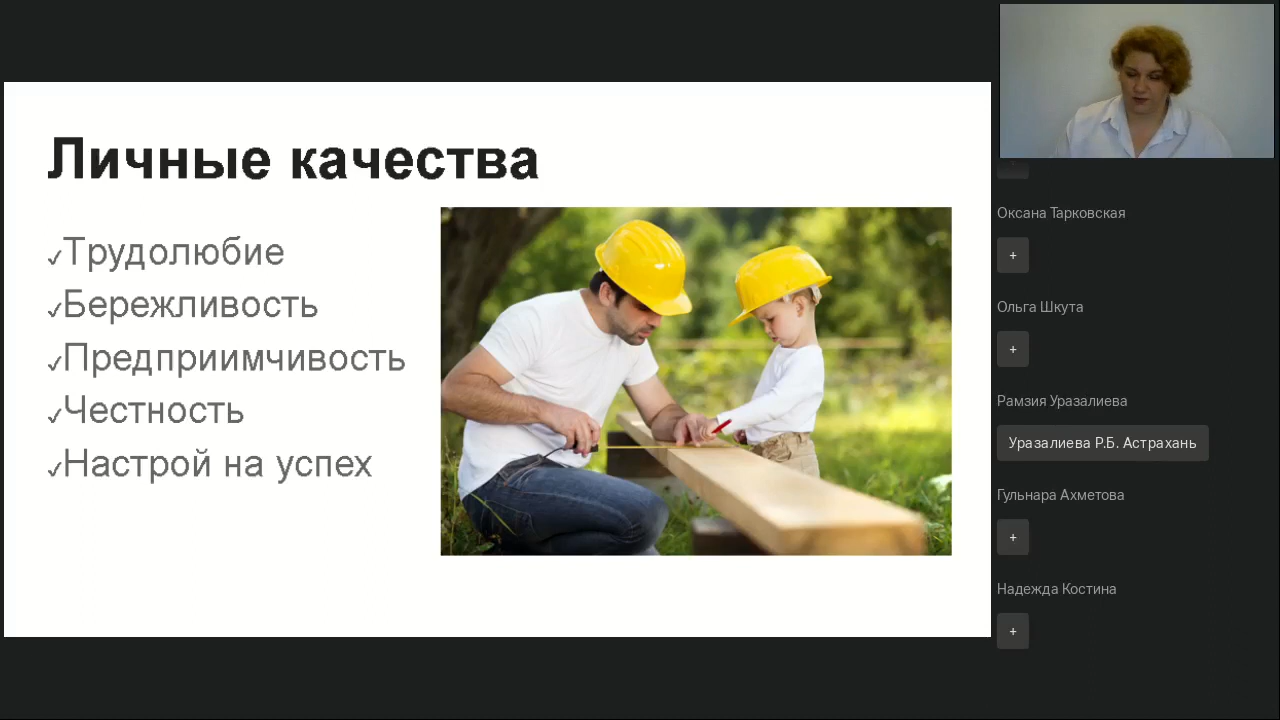 Личные качества
✓Трудолюбие
✓Бережливость
✓Предприимчивость
✓Честность
✓Настрой на успех
Оксана Тарковская
+
Ольга Шкута
+
Рамзия Уразалиева
Уразалиева Р.Б. Астрахань
Гульнара Ахметова
+
Надежда Костина
+